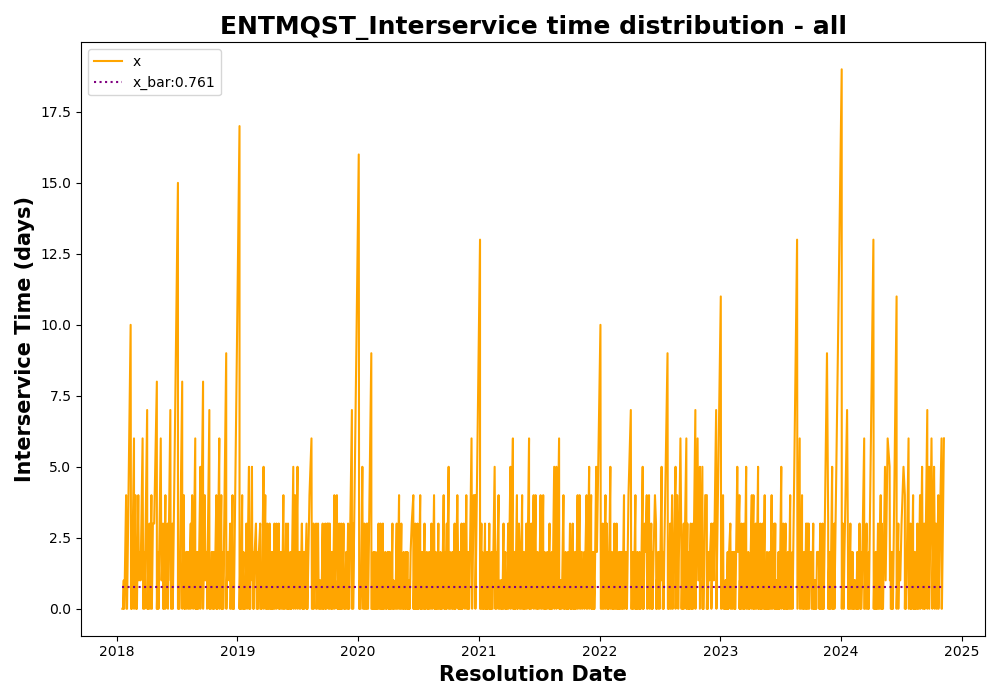 ENTMQST_Interservice time distribution - all
x
x_bar:0.761
17.5
15.0
12.5
10.0
7.5
5.0
2.5
0.0
Interservice Time (days)
2018 2019 2020 2021 2022 2023 2024 2025
Resolution Date